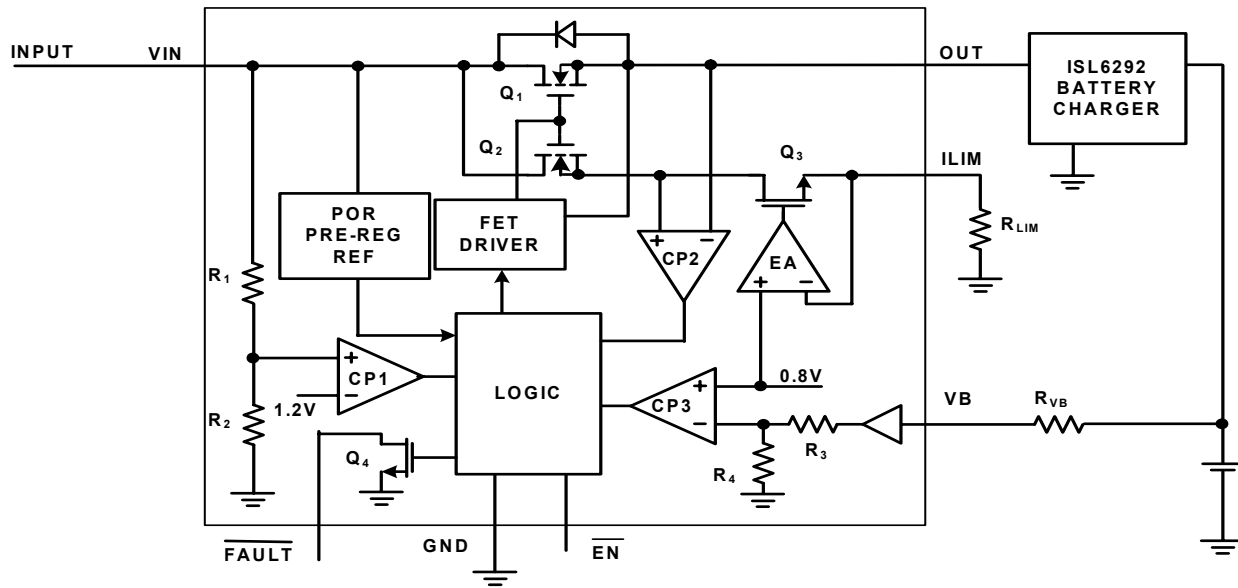 INPUT
VIN
OUT
ISL6292
BATTERY
CHARGER
Q1
Q2
Q3
ILIM
POR
PRE-REG
REF
FET
DRIVER
RLIM
+
−
CP2
EA
+
−
R1
+
CP1
−
1.2V
LOGIC
+
CP3
−
0.8V
VB
RVB
R2
R3
Q4
R4
FAULT
GND
EN